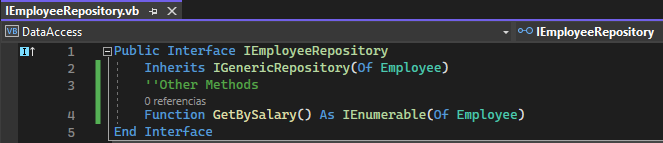 IEmployeeRepository.vb
VB DataAccess
IEmployeeRepository
1 Public Interface IEmployeeRepository
2 Inherits IGenericRepository(Of Employee)
3 ''Other Methods
0 referencias
4 Function GetBySalary() As IEnumerable(Of Employee)
5 End Interface